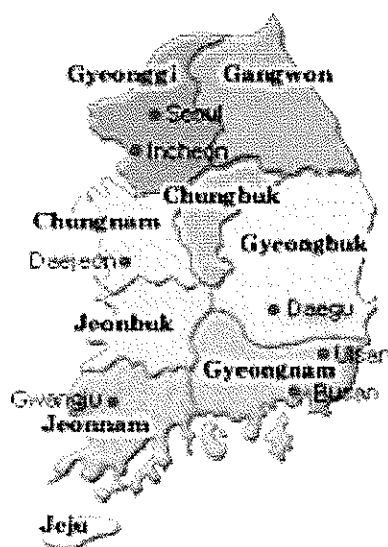 Gyeonggi
Gangwon
Seoul
Incheon
Chungbuk
Chungnam
Gyeongbuk
Daejeon
Daegu
Jeonbuk
Ulsan
Gyeongnam
Busan
Gwangju
Jeonnam
Jeju